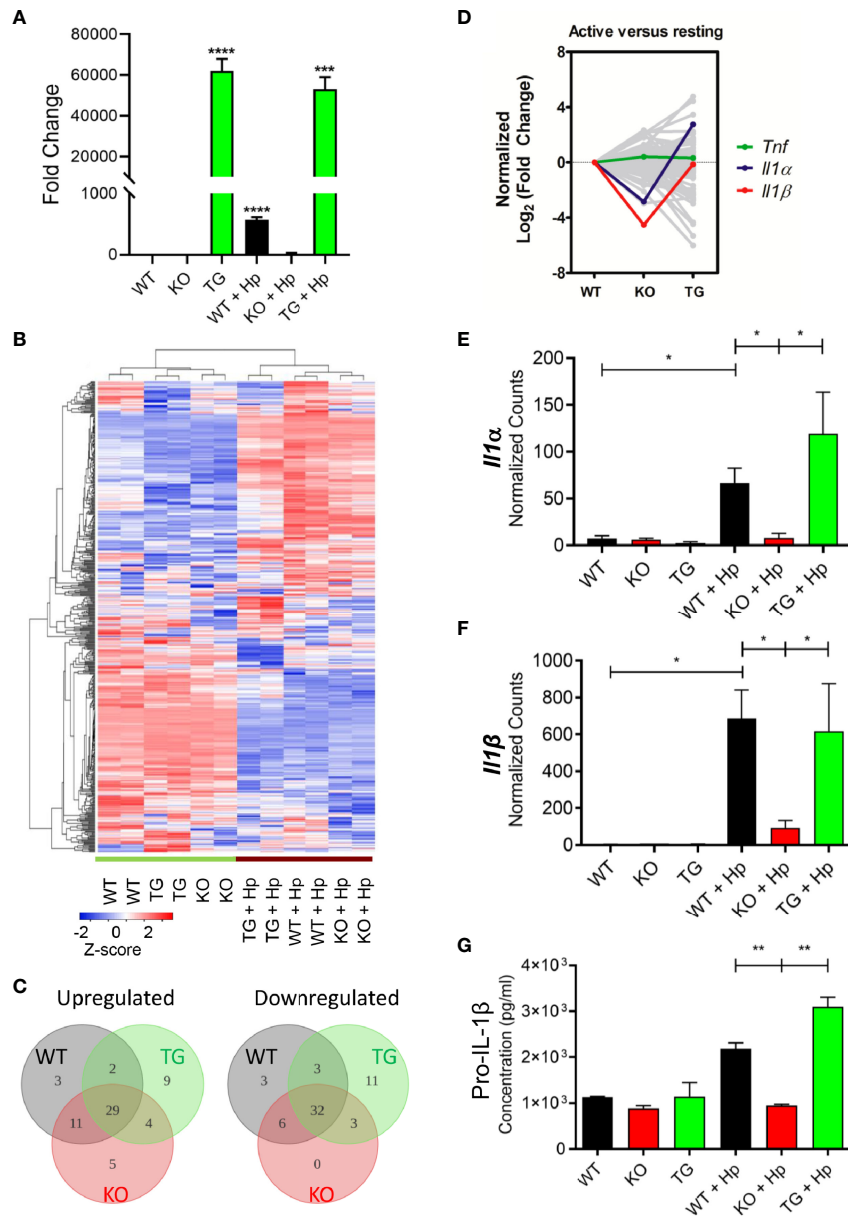 A
Fold Change
80000
60000
40000
20000
1000
0
****
***
****
WT
KO
TG
WT + Hp
KO + Hp
TG + Hp
B
WT
WT
TG
TG
KO
KO
TG + Hp
TG + Hp
WT + Hp
WT + Hp
KO + Hp
KO + Hp
-2 0 2
Z-score
C
Upregulated
WT
TG
KO
3
2
9
29
11
4
5
Downregulated
WT
TG
KO
3
3
11
32
6
3
0
D
Active versus resting
Normalized
Log2 (Fold Change)
8
4
0
-4
-8
WT
KO
TG
Tnf
Il1α
Il1β
E
Il1α
Normalized Counts
200
150
100
50
0
*
*
*
WT
KO
TG
WT + Hp
KO + Hp
TG + Hp
F
Il1β
Normalized Counts
1000
800
600
400
200
0
*
*
*
WT
KO
TG
WT + Hp
KO + Hp
TG + Hp
G
Pro-IL-1β
Concentration (pg/ml)
4×10³
3×10³
2×10³
1×10³
0
**
**
WT
KO
TG
WT + Hp
KO + Hp
TG + Hp